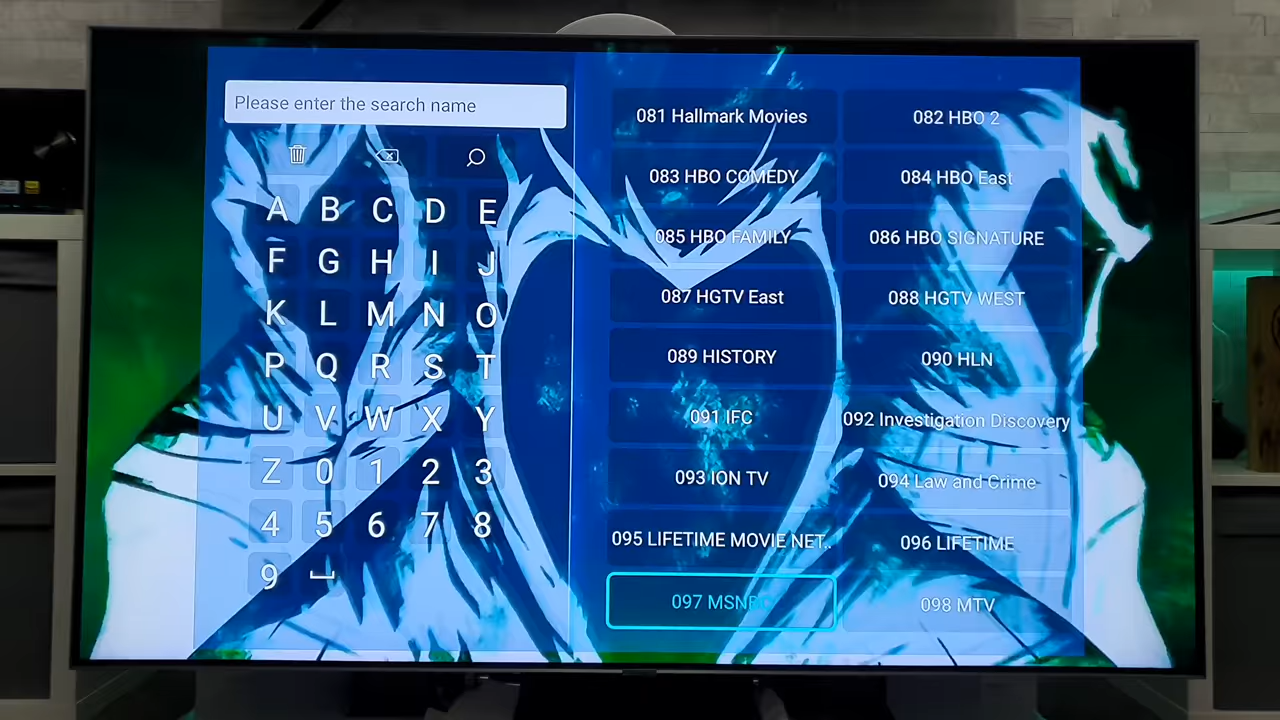 Please enter the search name
A B C D E
F G H I J
K L M N O
P Q R S T
U V W X Y
Z 0 1 2 3
4 5 6 7 8
9
081 Hallmark Movies
082 HBO 2
083 HBO COMEDY
084 HBO East
085 HBO FAMILY
086 HBO SIGNATURE
087 HGTV East
088 HGTV WEST
089 HISTORY
090 HLN
091 IFC
092 Investigation Discovery
093 ION TV
094 Law and Crime
095 LIFETIME MOVIE NET..
096 LIFETIME
097 MSNBC
098 MTV